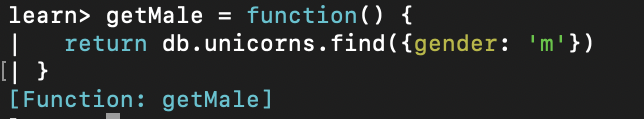 learn> getMale = function() {
|   return db.unicorns.find({gender: 'm'})
[| }
[Function: getMale]